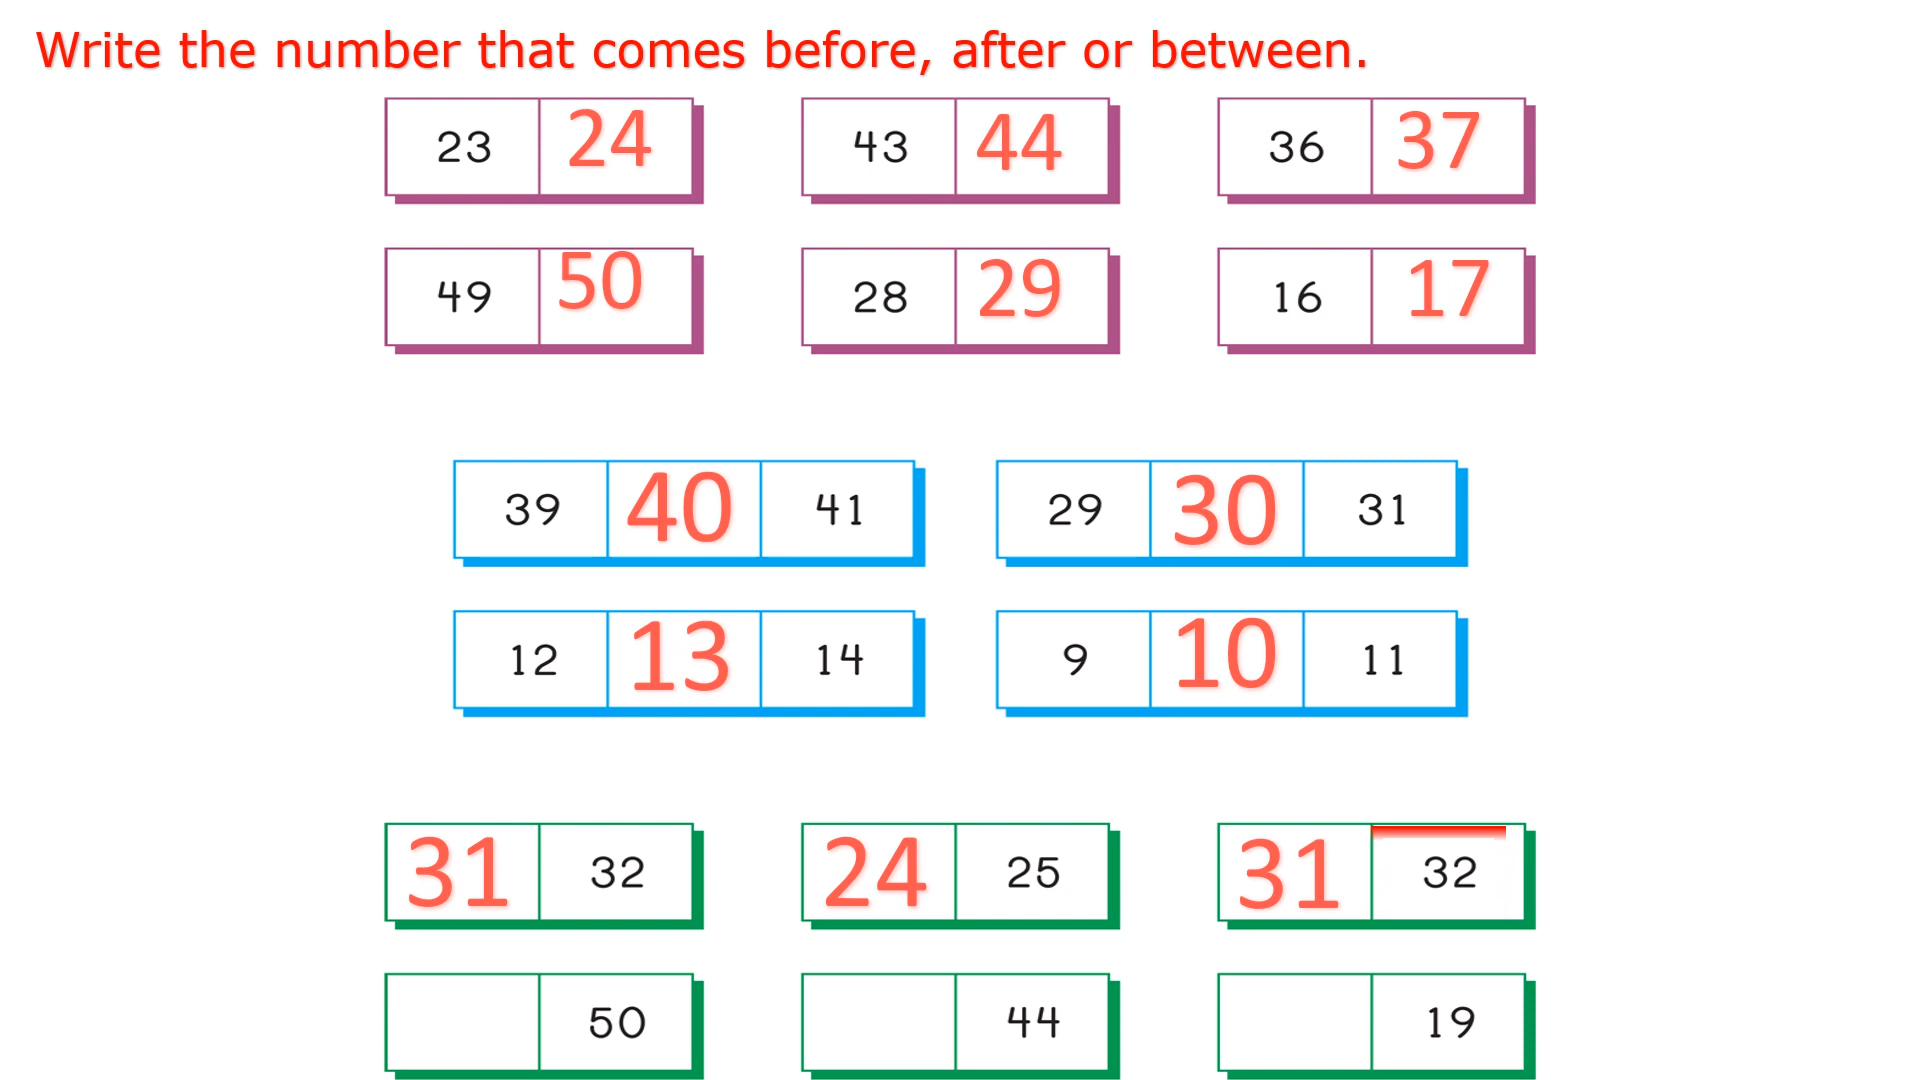 Write the number that comes before, after or between.
23 24 43 44 36 37
49 50 28 29 16 17
39 40 41 29 30 31
12 13 14 9 10 11
31 32 24 25 31 32
50 44 19